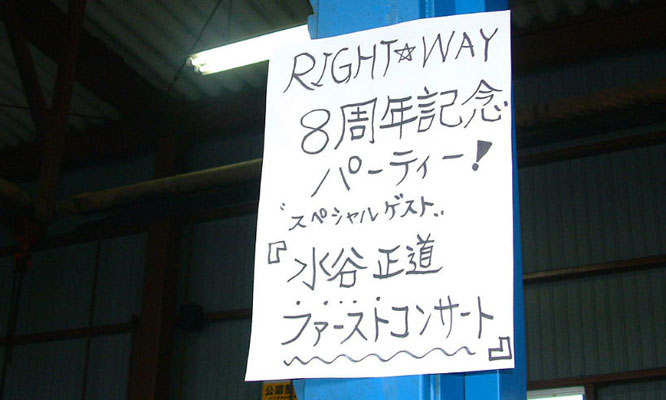 RIGHT☆WAY
8周年記念
パーティー!
〝スペシャルゲスト〟
『水谷正道
ファーストコンサート』